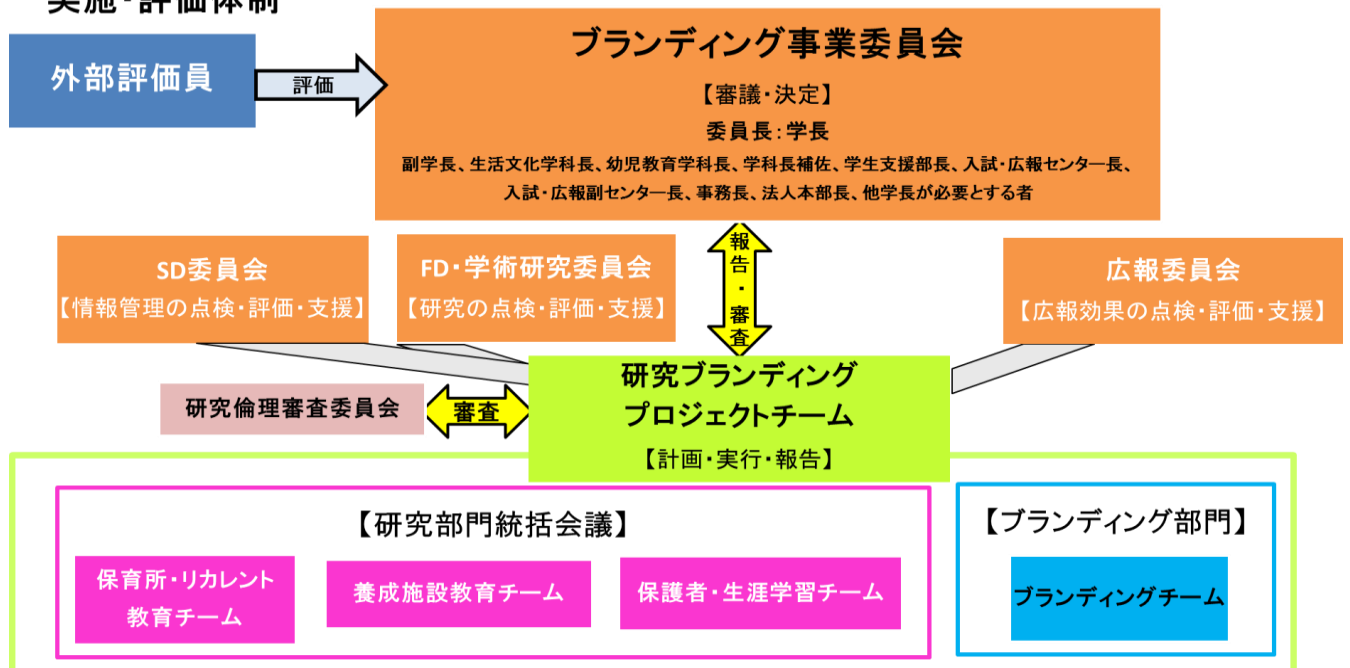 実施・評価体制
外部評価員
評価
ブランディング事業委員会
【審議・決定】
委員長：学長
副学長、生活文化学科長、幼児教育学科長、学科長補佐、学生支援部長、入試・広報センター長、
入試・広報副センター長、事務長、法人本部長、他学長が必要とする者
報告・審査
SD委員会
【情報管理の点検・評価・支援】
FD・学術研究委員会
【研究の点検・評価・支援】
広報委員会
【広報効果の点検・評価・支援】
研究倫理審査委員会
審査
研究ブランディング
プロジェクトチーム
【計画・実行・報告】
【研究部門統括会議】
保育所・リカレント
教育チーム
養成施設教育チーム
保護者・生涯学習チーム
【ブランディング部門】
ブランディングチーム